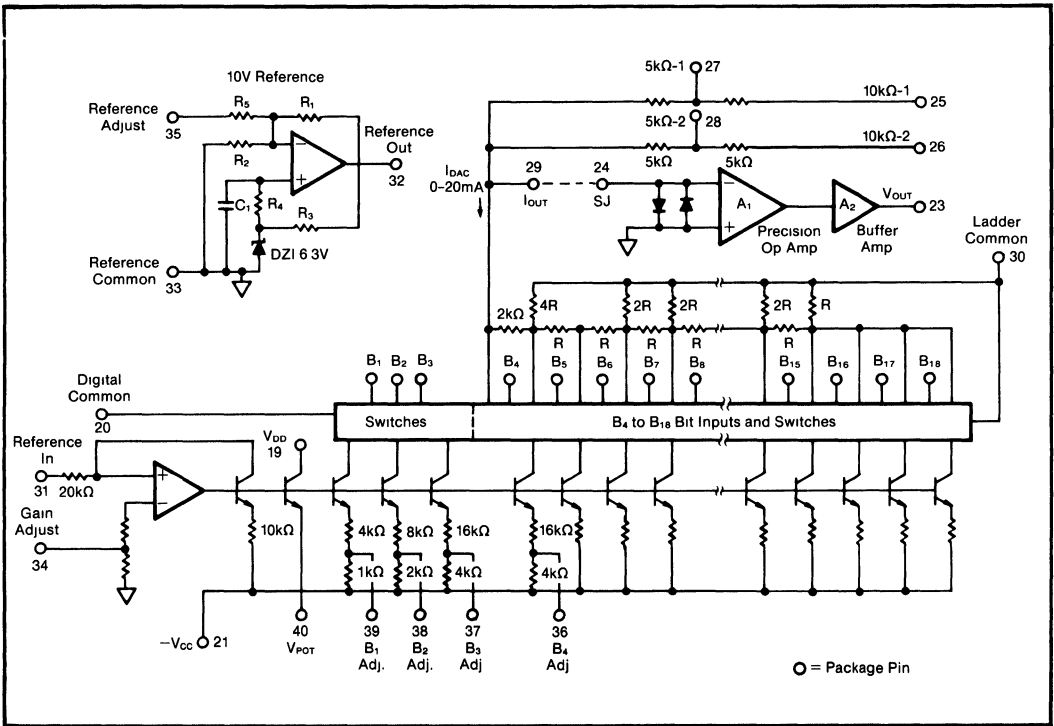 10V Reference
Reference
Adjust
35
R5
R1
R2
Reference
Out
32
−
+
C1
R4
R3
DZI 6 3V
Reference
Common
33
5kΩ-1
27
10kΩ-1
25
5kΩ-2
28
10kΩ-2
26
5kΩ
5kΩ
IDAC
0–20mA
29
IOUT
24
SJ
−
+
A1
Precision
Op Amp
A2
Buffer
Amp
VOUT
23
Ladder
Common
30
2kΩ
4R
2R
2R
2R
R
R
R
R
R
R
B1
B2
B3
B4
B5
B6
B7
B8
B15
B16
B17
B18
Digital
Common
20
Switches
B4 to B18 Bit Inputs and Switches
Reference
In
31
20kΩ
+
−
VDD
19
Gain
Adjust
34
10kΩ
4kΩ
8kΩ
16kΩ
16kΩ
1kΩ
2kΩ
4kΩ
4kΩ
−VCC
21
40
VPOT
39
B1
Adj.
38
B2
Adj.
37
B3
Adj
36
B4
Adj
= Package Pin